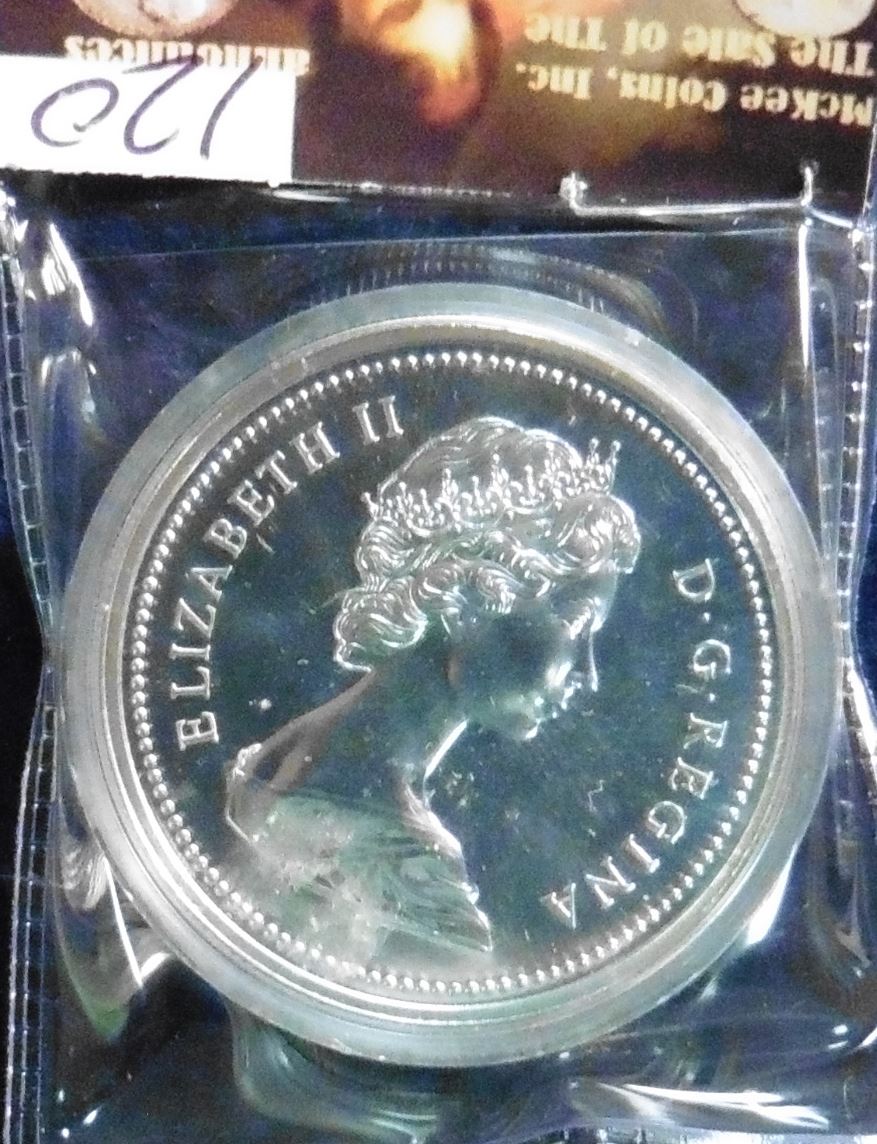 McKee Coins, Inc.
The Sale of The
announces
120
ELIZABETH II
D·G·REGINA